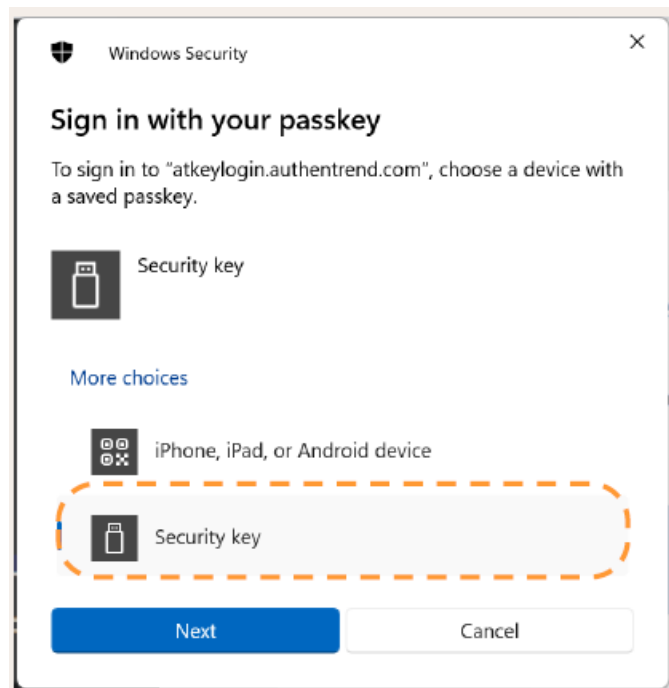 Windows Security
Sign in with your passkey
To sign in to “atkeylogin.authentrend.com”, choose a device with
a saved passkey.
Security key
More choices
iPhone, iPad, or Android device
Security key
Next
Cancel